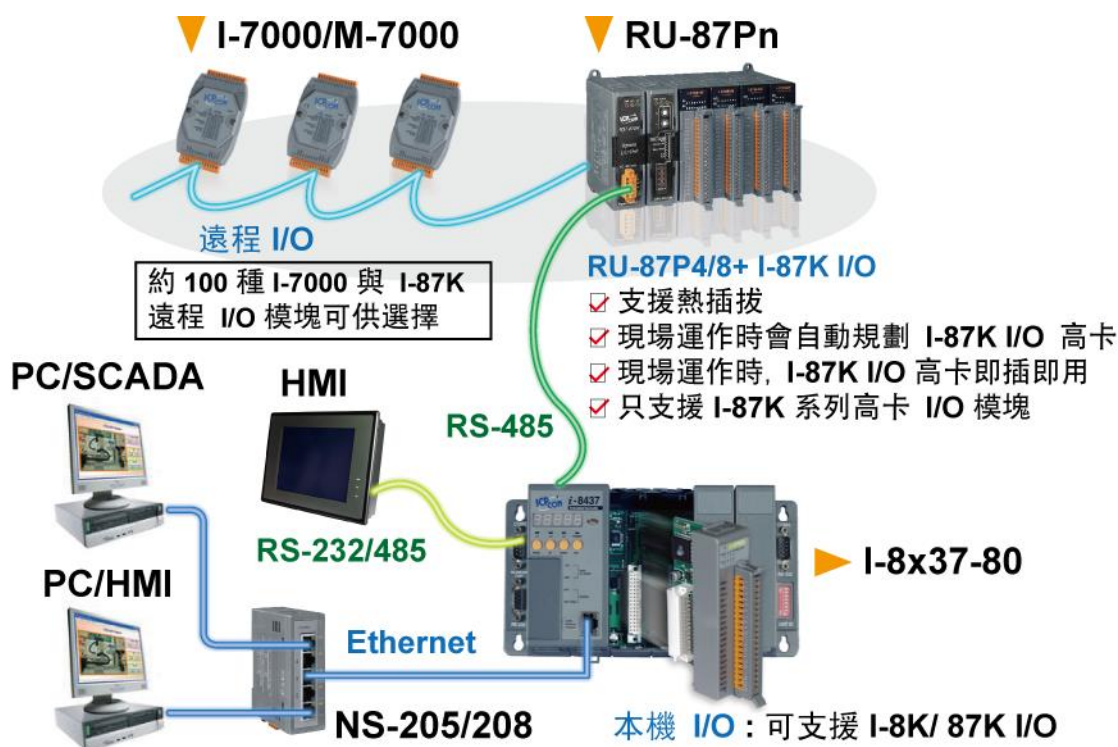 I-7000/M-7000
RU-87Pn
遠程 I/O
約 100 種 I-7000 與 I-87K
遠程 I/O 模塊可供選擇
RU-87P4/8+ I-87K I/O
支援熱插拔
現場運作時會自動規劃 I-87K I/O 高卡
現場運作時, I-87K I/O 高卡即插即用
只支援 I-87K 系列高卡 I/O 模塊
PC/SCADA
HMI
RS-485
i-8437
RS-232/485
I-8x37-80
PC/HMI
Ethernet
NS-205/208
本機 I/O : 可支援 I-8K/ 87K I/O